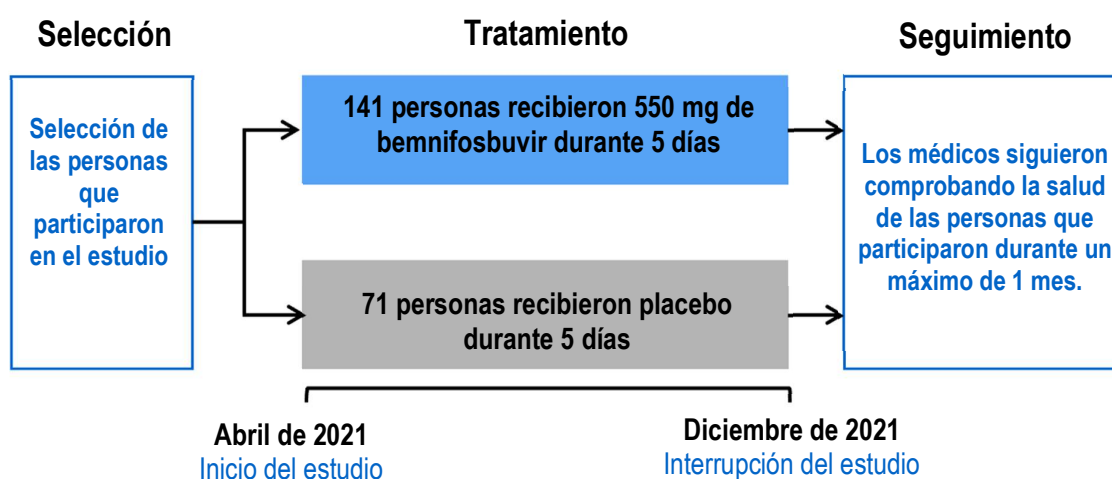 Selección
Tratamiento
Seguimiento
Selección de
las personas
que
participaron
en el estudio
141 personas recibieron 550 mg de
bemnifosbuvir durante 5 días
71 personas recibieron placebo
durante 5 días
Los médicos siguieron
comprobando la salud
de las personas que
participaron durante un
máximo de 1 mes.
Abril de 2021
Inicio del estudio
Diciembre de 2021
Interrupción del estudio